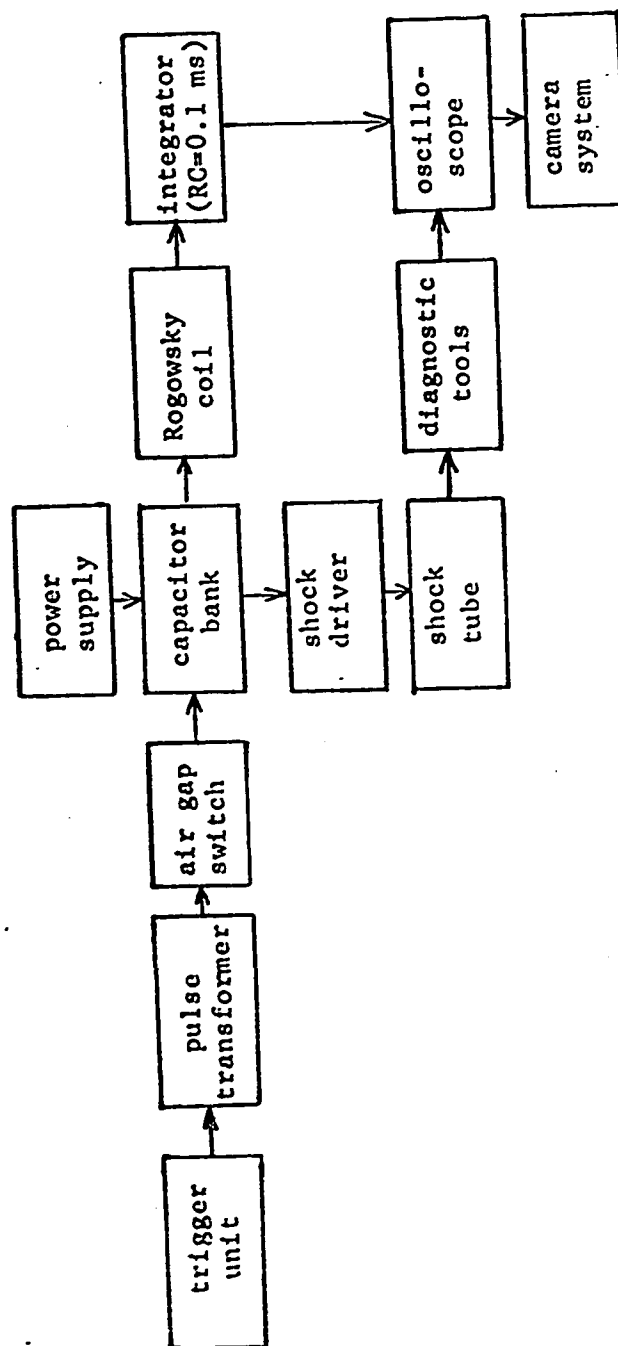 trigger
unit
pulse
transformer
air gap
switch
power
supply
capacitor
bank
shock
driver
shock
tube
Rogowsky
coil
integrator
(RC=0.1 ms)
diagnostic
tools
oscillo-
scope
camera
system